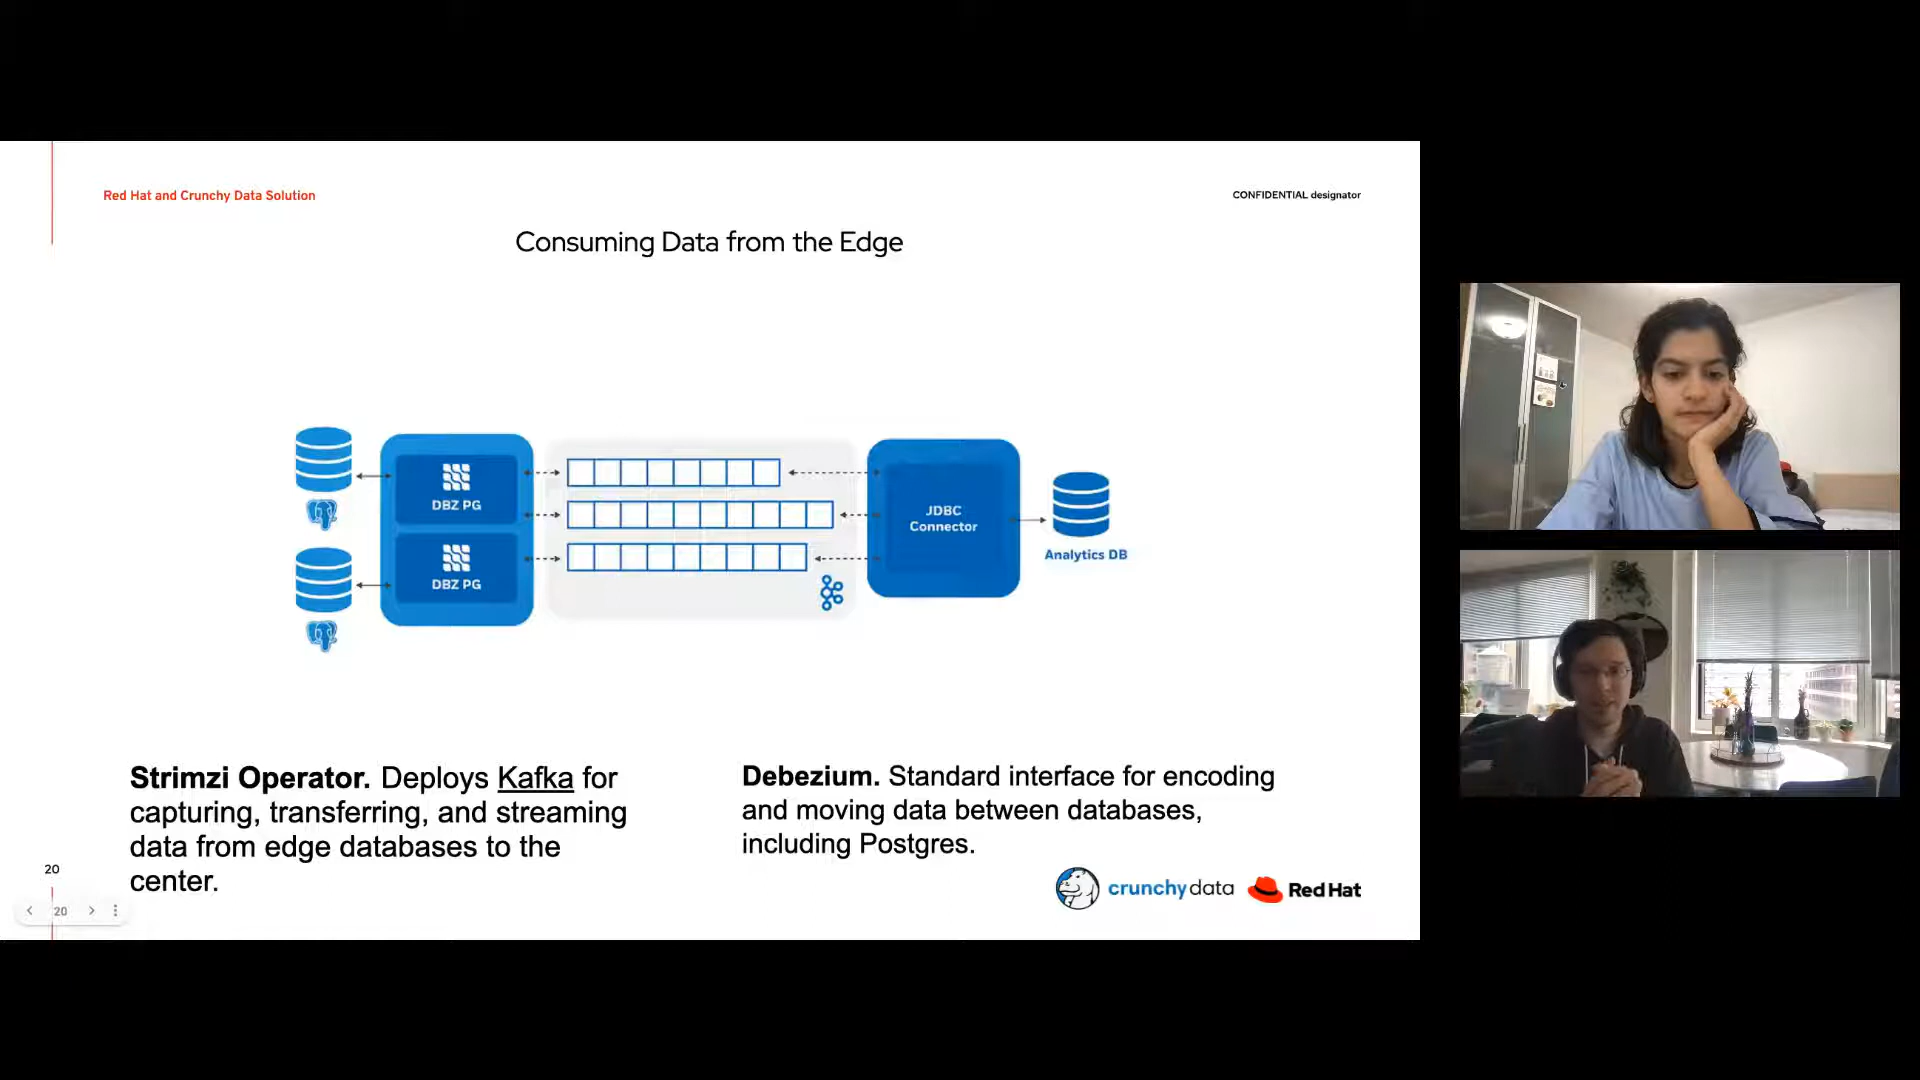 Red Hat and Crunchy Data Solution
CONFIDENTIAL designator
Consuming Data from the Edge
DBZ PG
DBZ PG
JDBC
Connector
Analytics DB
Strimzi Operator. Deploys Kafka for
capturing, transferring, and streaming
data from edge databases to the
center.
Debezium. Standard interface for encoding
and moving data between databases,
including Postgres.
20
20
crunchydata
Red Hat